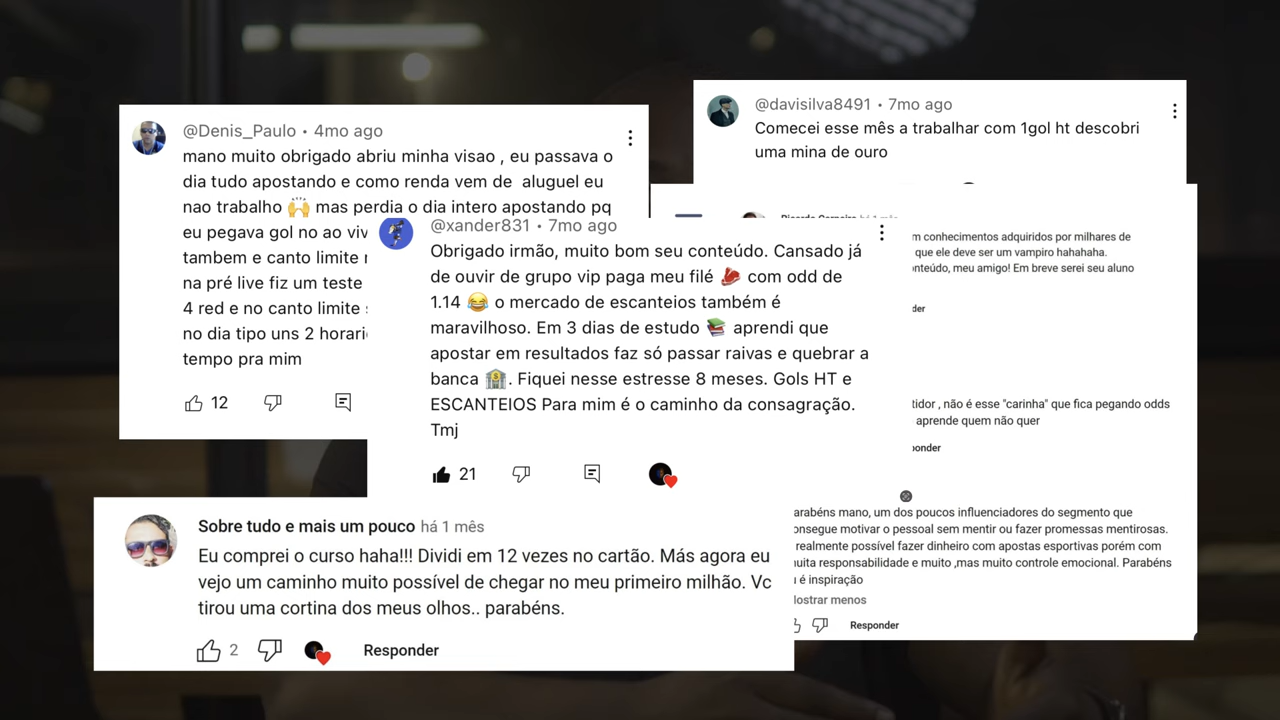 @Denis_Paulo • 4mo ago
mano muito obrigado abriu minha visao , eu passava o
dia tudo apostando e como renda vem de aluguel eu
nao trabalho 🙌 mas perdia o dia intero apostando pq
eu pegava gol no ao viv
tambem e canto limite
na pré live fiz um teste
4 red e no canto limite
no dia tipo uns 2 horari
tempo pra mim
12
@davisilva8491 • 7mo ago
Comecei esse mês a trabalhar com 1gol ht descobri
uma mina de ouro
@xander831 • 7mo ago
Obrigado irmão, muito bom seu conteúdo. Cansado já
de ouvir de grupo vip paga meu filé 🥩 com odd de
1.14 😂 o mercado de escanteios também é
maravilhoso. Em 3 dias de estudo 📚 aprendi que
apostar em resultados faz só passar raivas e quebrar a
banca 🏦. Fiquei nesse estresse 8 meses. Gols HT e
ESCANTEIOS Para mim é o caminho da consagração.
Tmj
21
m conhecimentos adquiridos por milhares de
que ele deve ser um vampiro hahahaha.
onteúdo, meu amigo! Em breve serei seu aluno
der
tidor , não é esse "carinha" que fica pegando odds
aprende quem não quer
ponder
arabéns mano, um dos poucos influenciadores do segmento que
onsegue motivar o pessoal sem mentir ou fazer promessas mentirosas.
realmente possível fazer dinheiro com apostas esportivas porém com
uita responsabilidade e muito ,mas muito controle emocional. Parabéns
é inspiração
lostrar menos
Responder
Sobre tudo e mais um pouco há 1 mês
Eu comprei o curso haha!!! Dividi em 12 vezes no cartão. Más agora eu
vejo um caminho muito possível de chegar no meu primeiro milhão. Vc
tirou uma cortina dos meus olhos.. parabéns.
2
Responder